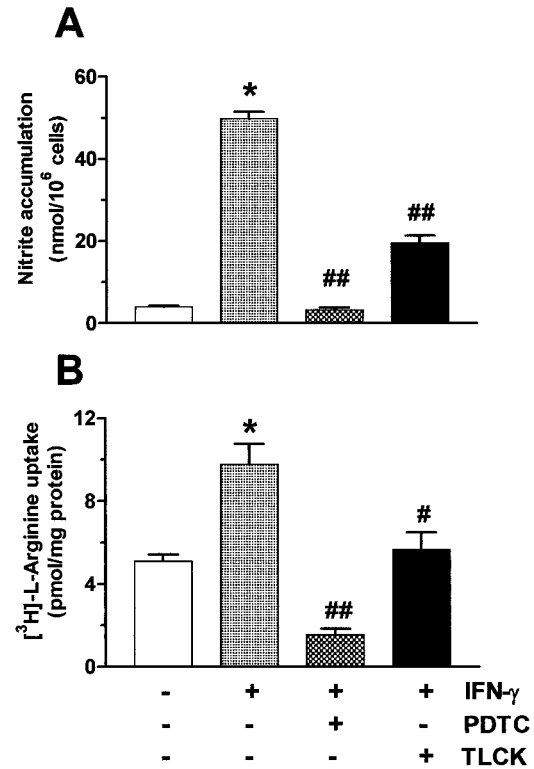 A
Nitrite accumulation
(nmol/10⁶ cells)
60
40
20
0
*
##
##
B
[³H]-L-Arginine uptake
(pmol/mg protein)
12
8
4
0
*
##
#
- + + + IFN-γ
- - + - PDTC
- - - + TLCK